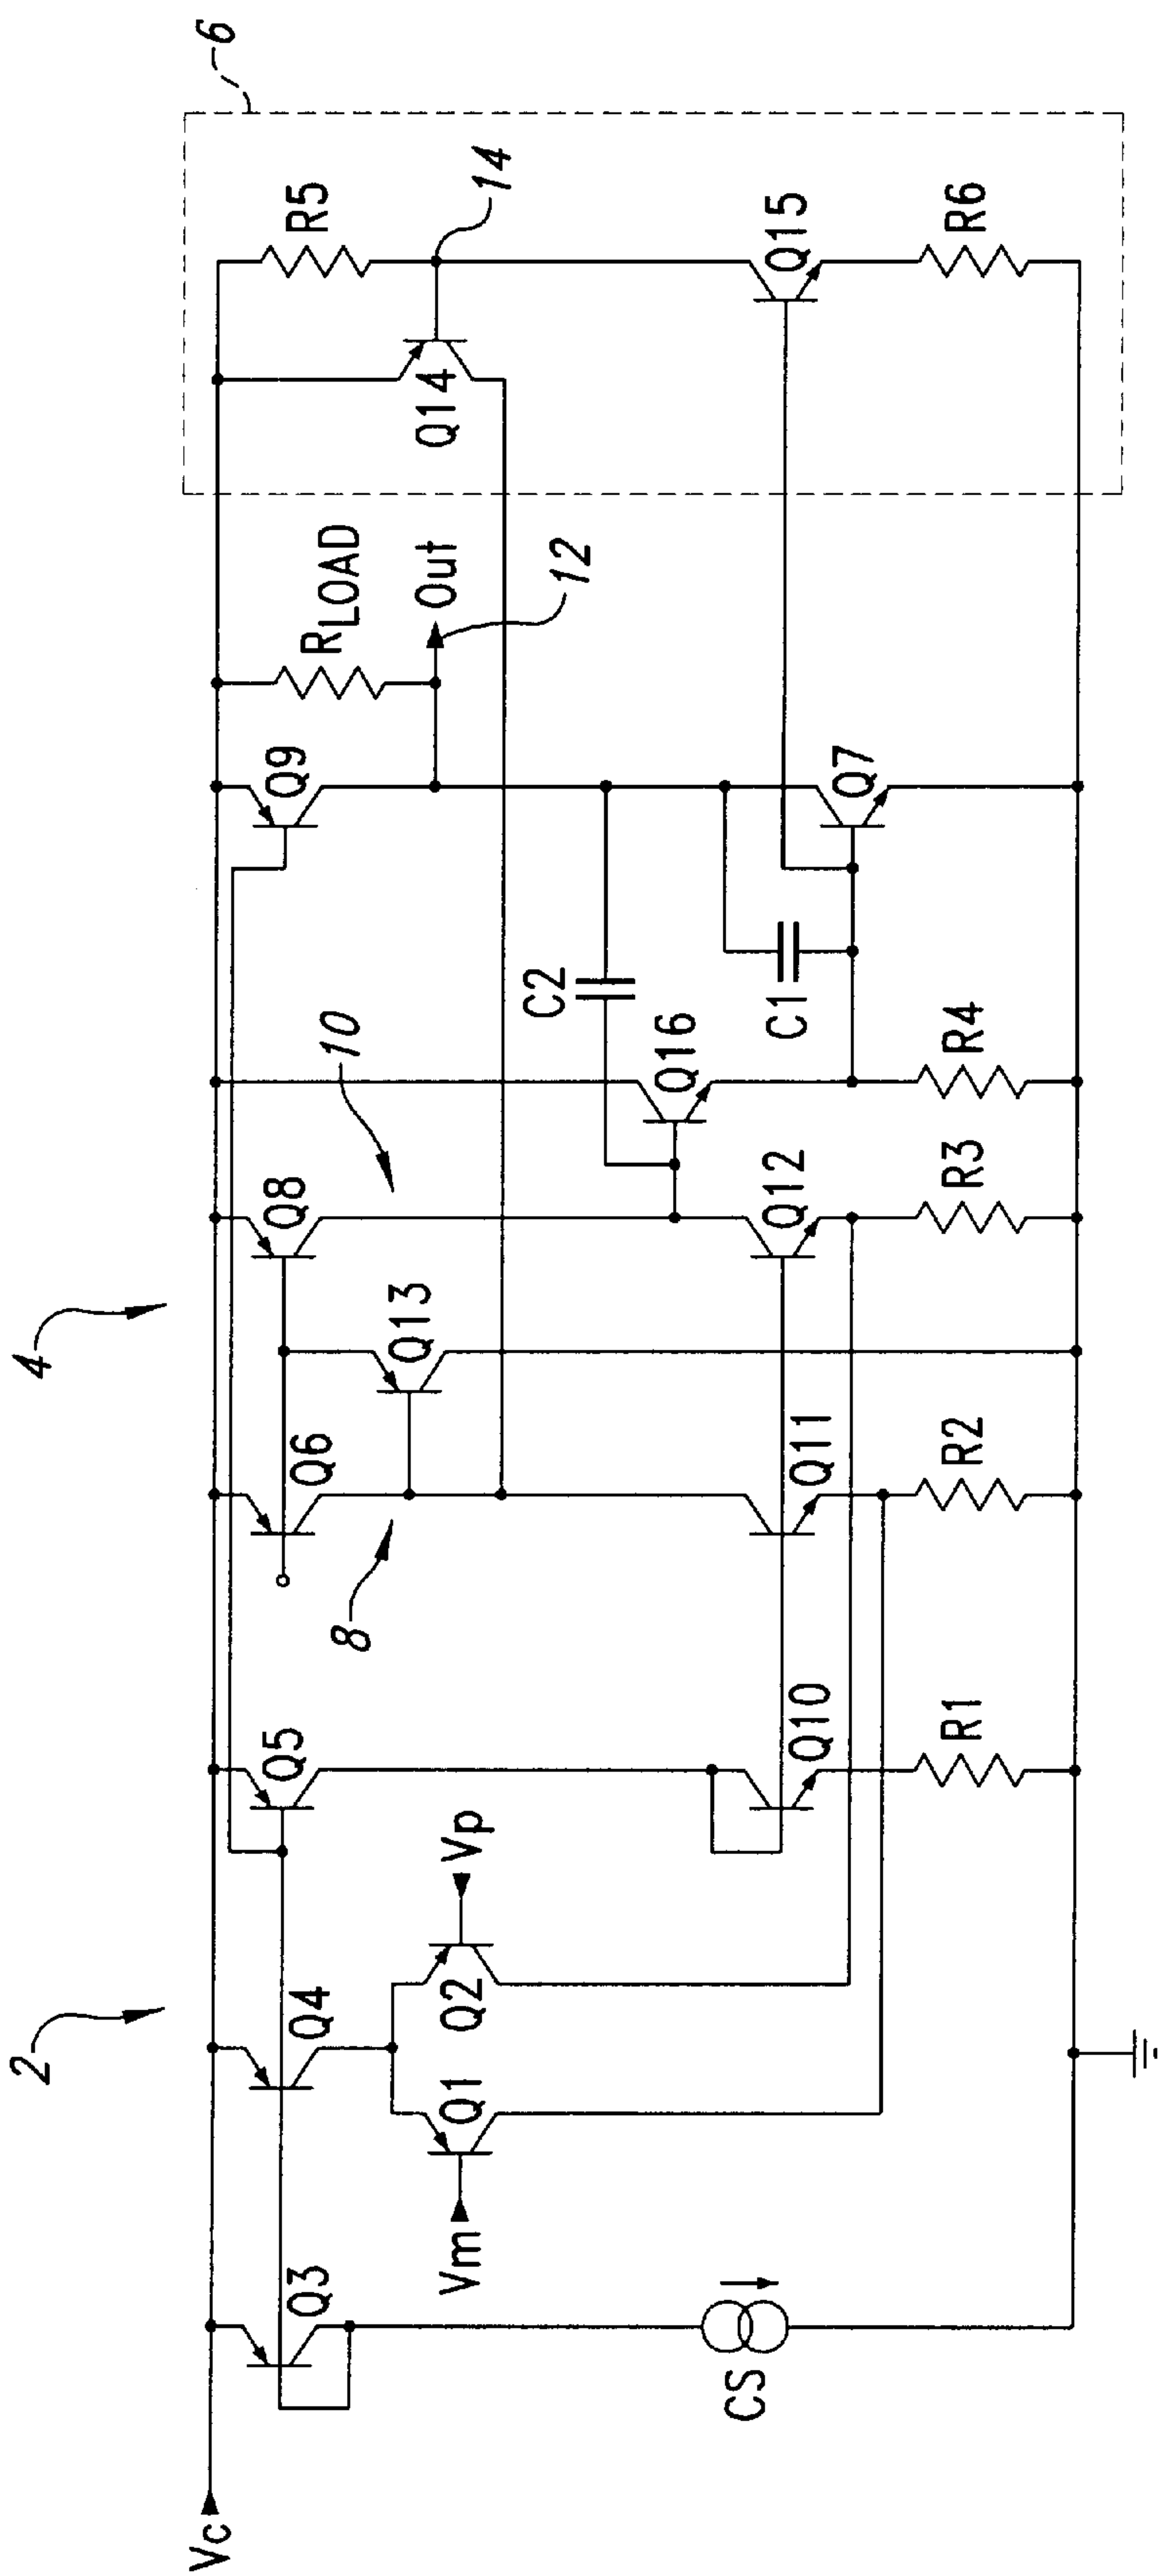 2
4
6
Vc
Q3
Q4
Q5
Q6
Q8
Q9
RLOAD
R5
8
10
Q13
Out
12
Q14
14
Vm
Q1
Q2
Vp
C2
CS
Q10
Q11
Q12
Q16
C1
Q7
Q15
R1
R2
R3
R4
R6